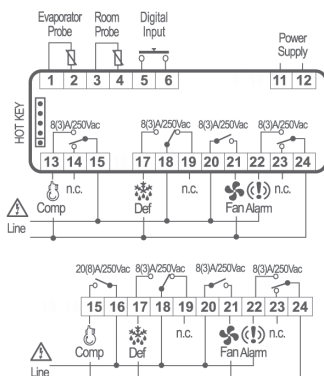 Evaporator Room Digital
Probe Probe Input
Power
Supply
1 2 3 4 5 6 11 12
HOT KEY
8(3)A/250Vac 8(3)A/250Vac 8(3)A/250Vac 8(3)A/250Vac
13 14 15 17 18 19 20 21 22 23 24
n.c. n.c. n.c.
Comp Def Fan Alarm
Line
20(8)A/250Vac 8(3)A/250Vac 8(3)A/250Vac 8(3)A/250Vac
15 16 17 18 19 20 21 22 23 24
n.c. n.c.
Comp Def Fan Alarm
Line